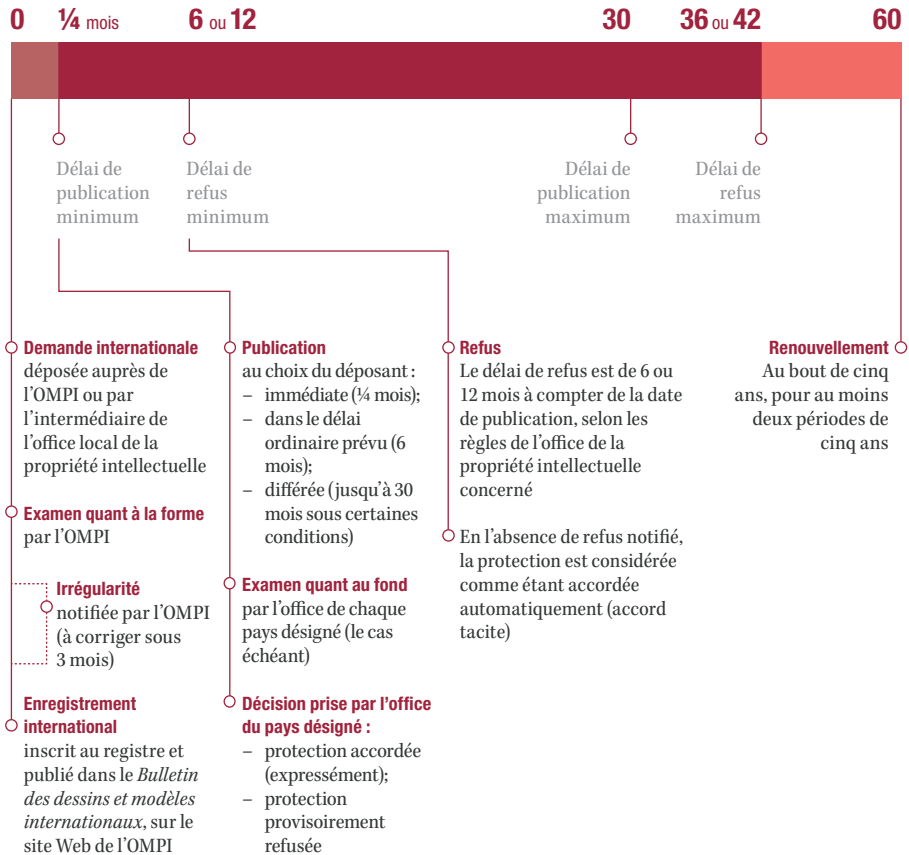 0 ¼ mois 6 ou 12 30 36 ou 42 60
Délai de
publication
minimum
Délai de
refus
minimum
Délai de
publication
maximum
Délai de
refus
maximum
Demande internationale
déposée auprès de
l’OMPI ou par
l’intermédiaire de
l’office local de la
propriété intellectuelle
Examen quant à la forme
par l’OMPI
Irrégularité
notifiée par l’OMPI
(à corriger sous
3 mois)
Enregistrement
international
inscrit au registre et
publié dans le Bulletin
des dessins et modèles
internationaux, sur le
site Web de l’OMPI
Publication
au choix du déposant :
– immédiate (¼ mois);
– dans le délai
ordinaire prévu (6
mois);
– différée (jusqu’à 30
mois sous certaines
conditions)
Examen quant au fond
par l’office de chaque
pays désigné (le cas
échéant)
Décision prise par l’office
du pays désigné :
– protection accordée
(expressément);
– protection
provisoirement
refusée
Refus
Le délai de refus est de 6 ou
12 mois à compter de la date
de publication, selon les
règles de l’office de la
propriété intellectuelle
concerné
En l’absence de refus notifié,
la protection est considérée
comme étant accordée
automatiquement (accord
tacite)
Renouvellement
Au bout de cinq
ans, pour au moins
deux périodes de
cinq ans